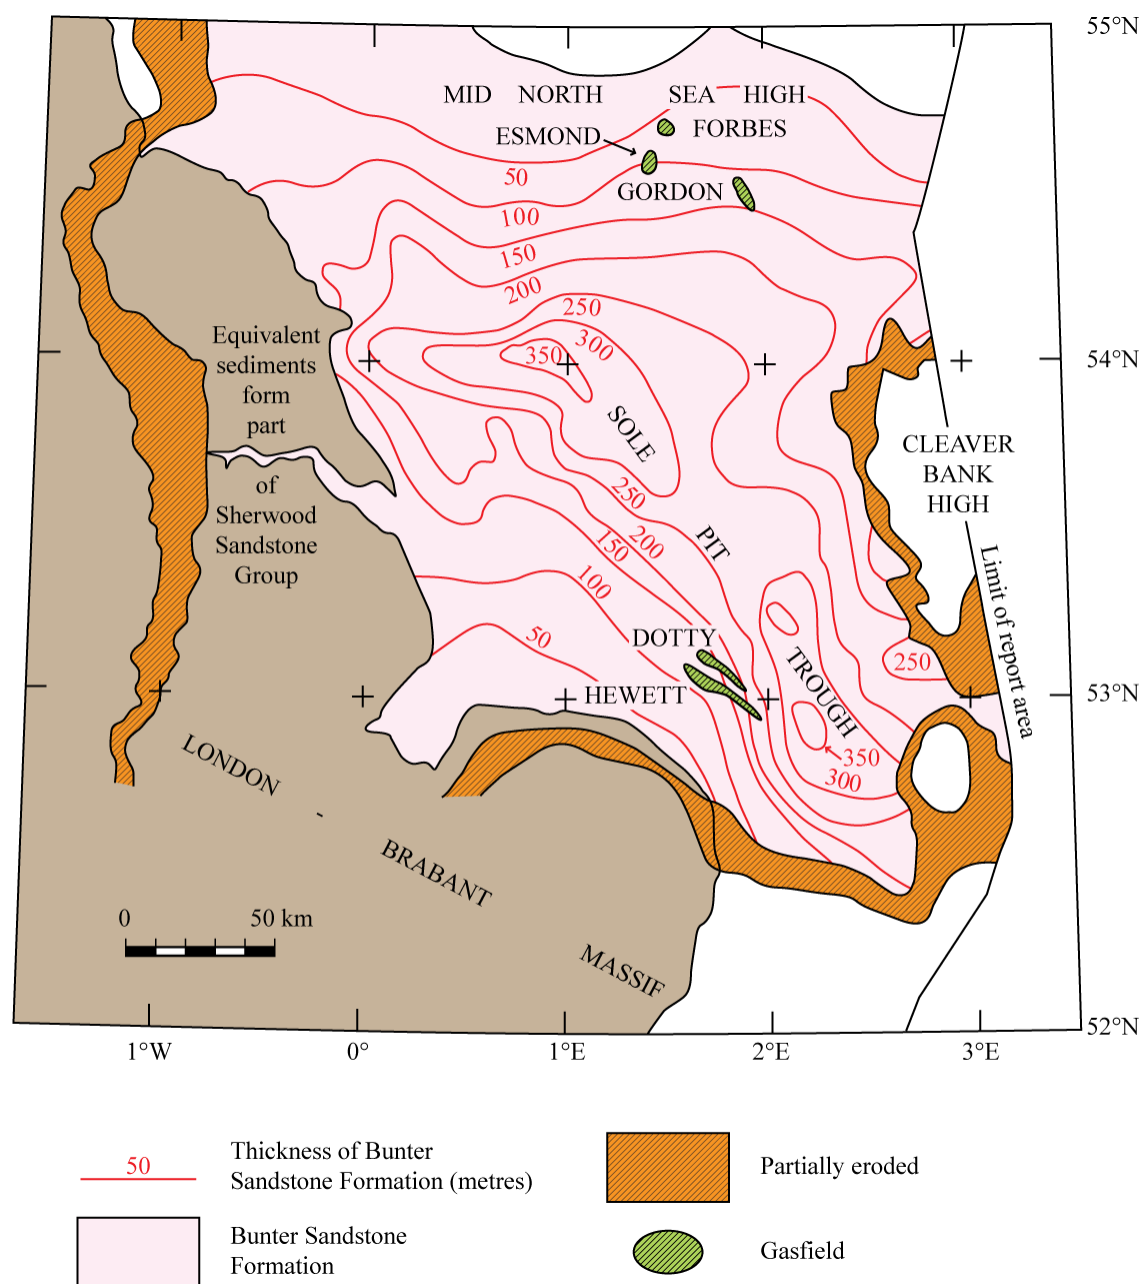 55°N
MID NORTH SEA HIGH
ESMOND
FORBES
50
GORDON
100
150
200
250
300
350
Equivalent
sediments
form
part
of
Sherwood
Sandstone
Group
54°N
SOLE
PIT
TROUGH
CLEAVER
BANK
HIGH
Limit of report area
250
200
150
100
50
DOTTY
HEWETT
250
350
300
53°N
LONDON
BRABANT
MASSIF
0 50 km
52°N
1°W 0° 1°E 2°E 3°E
50
Thickness of Bunter
Sandstone Formation (metres)
Partially eroded
Bunter Sandstone
Formation
Gasfield